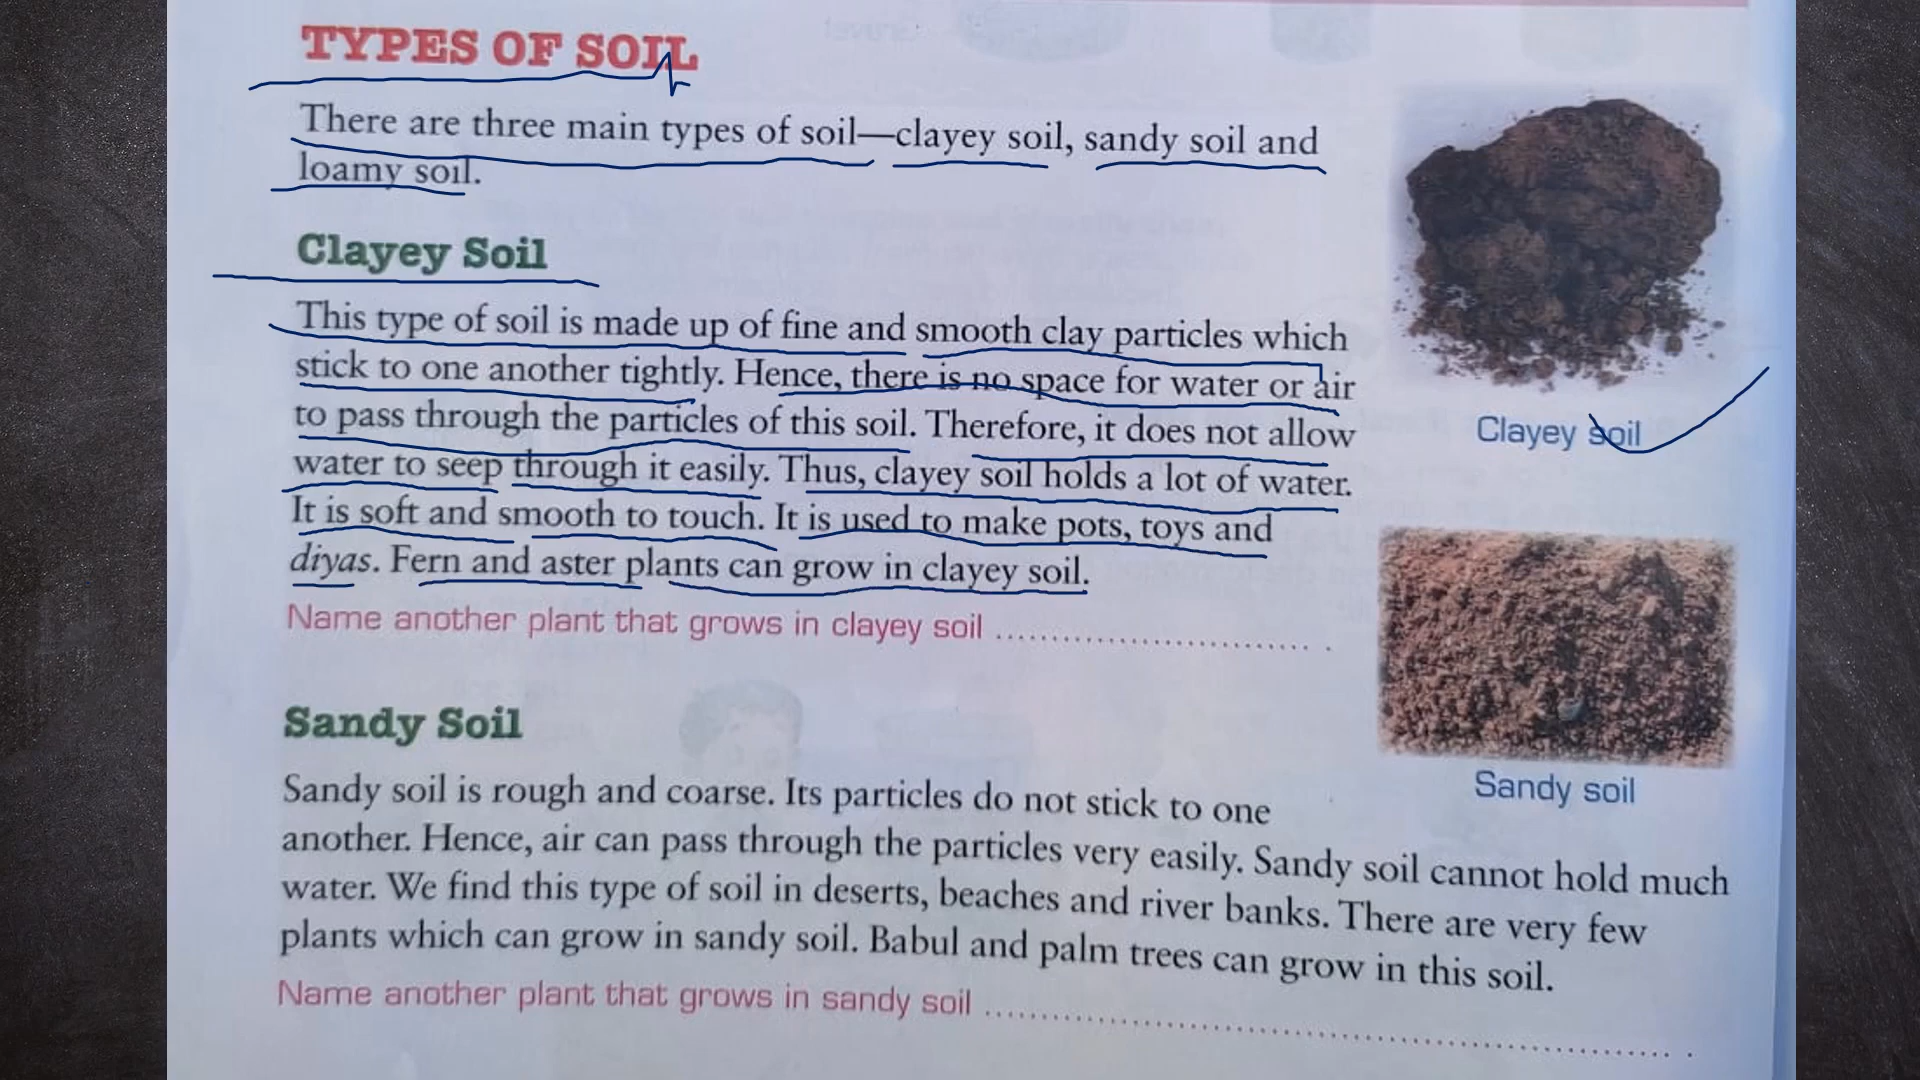 TYPES OF SOIL
There are three main types of soil—clayey soil, sandy soil and
loamy soil.
Clayey Soil
This type of soil is made up of fine and smooth clay particles which
stick to one another tightly. Hence, there is no space for water or air
to pass through the particles of this soil. Therefore, it does not allow
water to seep through it easily. Thus, clayey soil holds a lot of water.
It is soft and smooth to touch. It is used to make pots, toys and
diyas. Fern and aster plants can grow in clayey soil.
Name another plant that grows in clayey soil .................................. .
Clayey soil
Sandy Soil
Sandy soil is rough and coarse. Its particles do not stick to one
another. Hence, air can pass through the particles very easily. Sandy soil cannot hold much
water. We find this type of soil in deserts, beaches and river banks. There are very few
plants which can grow in sandy soil. Babul and palm trees can grow in this soil.
Name another plant that grows in sandy soil ........................................................................ .
Sandy soil